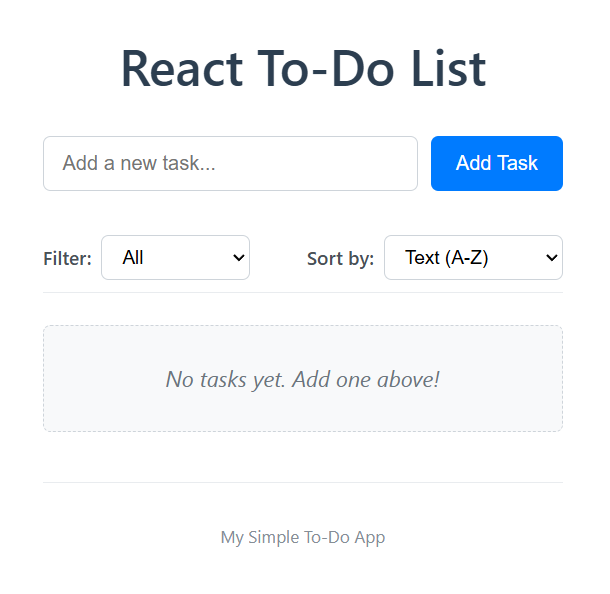 React To-Do List
Add a new task...
Add Task
Filter:
All
Sort by:
Text (A-Z)
No tasks yet. Add one above!
My Simple To-Do App